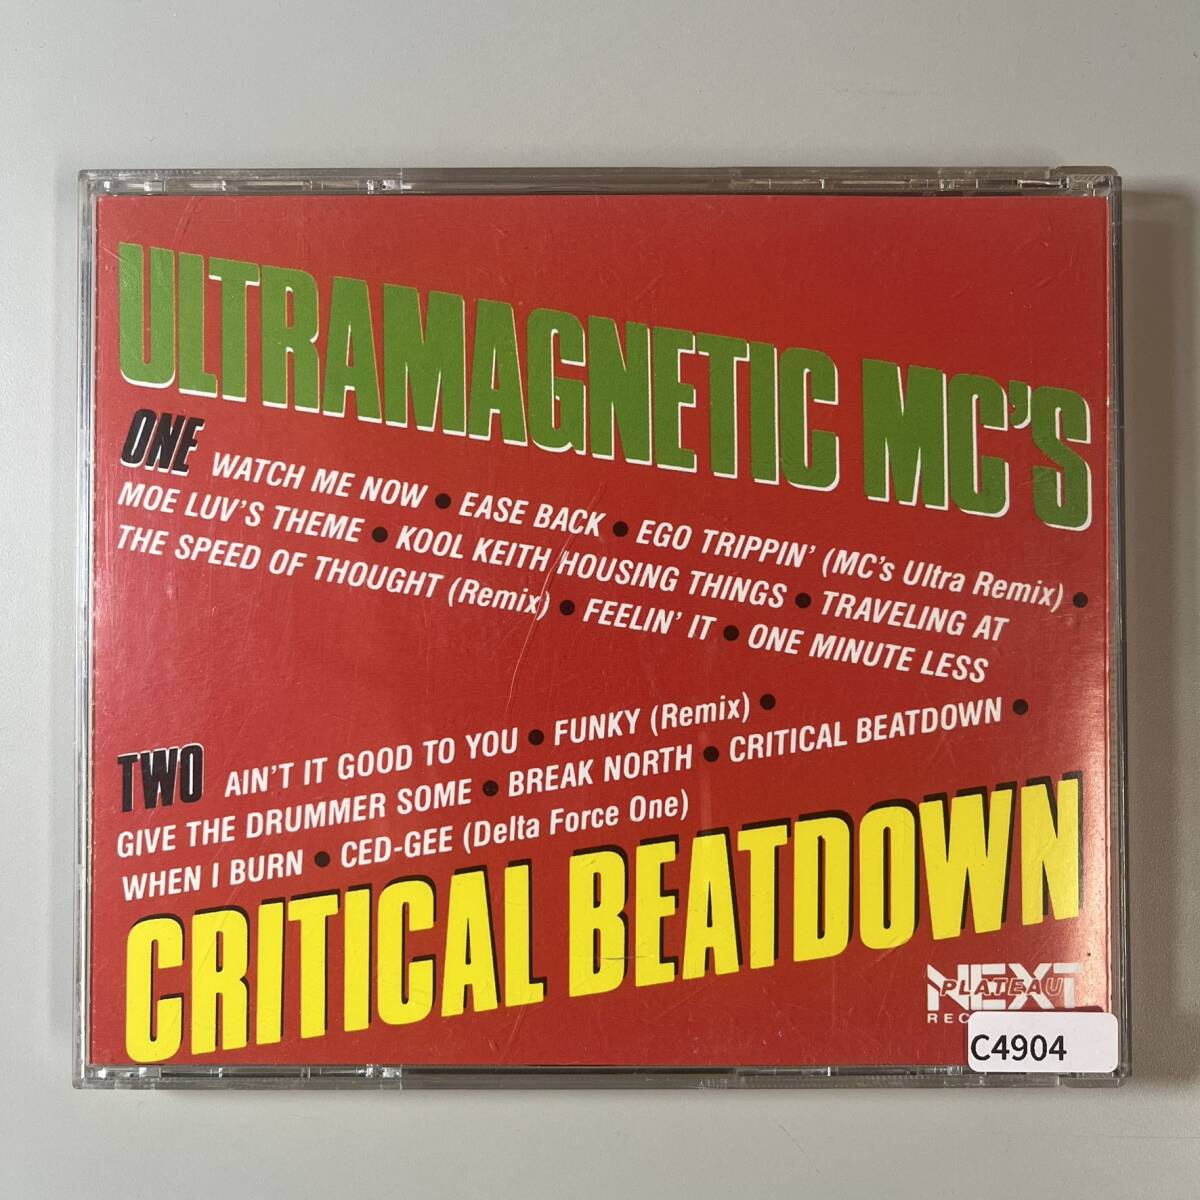 ULTRAMAGNETIC MC'S
ONE WATCH ME NOW • EASE BACK • EGO TRIPPIN' (MC's Ultra Remix) •
MOE LUV'S THEME • KOOL KEITH HOUSING THINGS • TRAVELING AT
THE SPEED OF THOUGHT (Remix) • FEELIN' IT • ONE MINUTE LESS
TWO AIN'T IT GOOD TO YOU • FUNKY (Remix) •
GIVE THE DRUMMER SOME • BREAK NORTH • CRITICAL BEATDOWN •
WHEN I BURN • CED-GEE (Delta Force One)
CRITICAL BEATDOWN
NEXT
PLATEAU
C4904